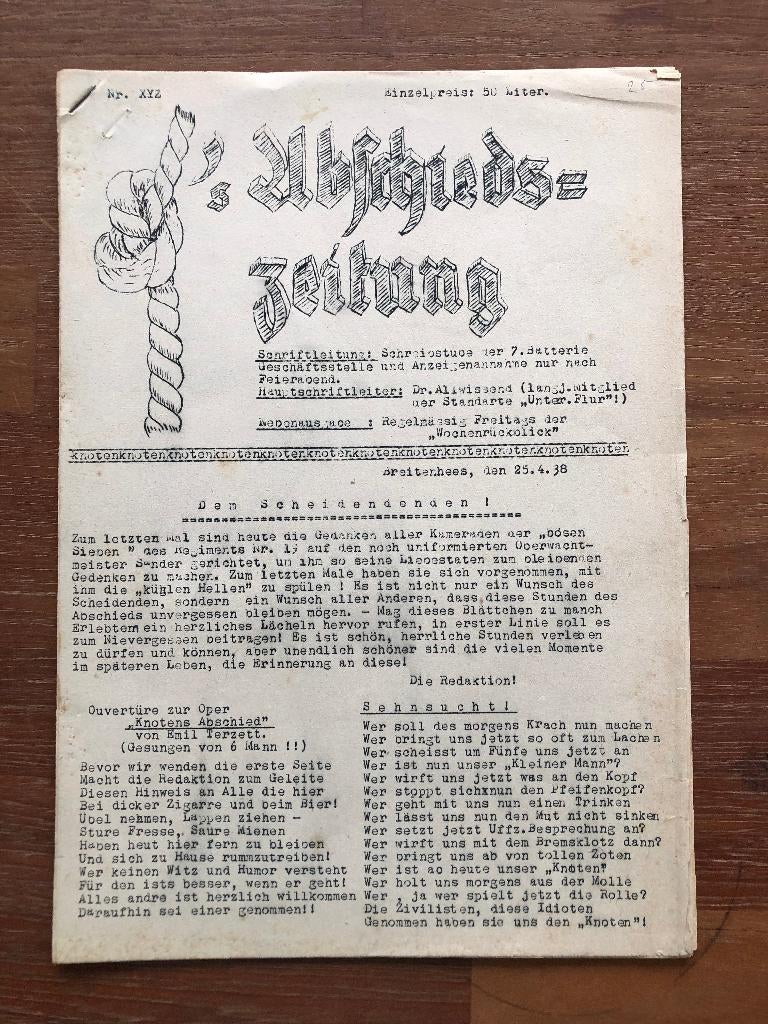 Nr. XYZ
Einzelpreis: 50 Liter.
25
's Abschieds=
zeitung
Schriftleitung: Schreibstube der 7.Batterie
Geschäftsstelle und Anzeigenannahme nur nach
Feierabend.
Hauptschriftleiter: Dr.Allwissend (langj.Mitglied
der Standarte „Unter.Flur"!)
Nebenausgabe : Regelmässig Freitags der
„Wochenrückblick"
knotenknotenknotenknotenknotenknotenknotenknotenknotenknotenknotenknoten
Breitenhees, den 25.4.38
Dem Scheidendenden !
Zum letzten Mal sind heute die Gedanken aller Kameraden der „bösen
Sieben " des Regiments Nr. 19 auf den noch uniformierten Oberwacht-
meister Sander gerichtet, um ihm so seine Liebestaten zum bleibenden
Gedenken zu machen. Zum letzten Male haben sie sich vorgenommen, mit
ihm die „kühlen Hellen" zu spülen ! Es ist nicht nur ein Wunsch des
Scheidenden, sondern ein Wunsch aller Anderen, dass diese Stunden des
Abschieds unvergessen bleiben mögen. - Mag dieses Blättchen zu manch
Erlebtem ein herzliches Lächeln hervor rufen, in erster Linie soll es
zum Nievergessen beitragen! Es ist schön, herrliche Stunden verleben
zu dürfen und können, aber unendlich schöner sind die vielen Momente
im späteren Leben, die Erinnerung an diese!
Die Redaktion!
Ouvertüre zur Oper
„Knotens Abschied"
von Emil Terzett.
(Gesungen von 6 Mann !!)
Bevor wir wenden die erste Seite
Macht die Redaktion zum Geleite
Diesen Hinweis an Alle die hier
Bei dicker Zigarre und beim Bier!
Übel nehmen, Lappen ziehen -
Sture Fresse, Saure Mienen
Haben heut hier fern zu bleiben
Und sich zu Hause rummzutreiben!
Wer keinen Witz und Humor versteht
Für den ists besser, wenn er geht!
Alles andre ist herzlich willkommen
Daraufhin sei einer genommen!!
Sehnsucht!
Wer soll des morgens Krach nun machen
Wer bringt uns jetzt so oft zum Lachen
Wer scheisst um Fünfe uns jetzt an
Wer ist nun unser „Kleiner Mann"?
Wer wirft uns jetzt was an den Kopf
Wer stoppt sichxnun den Pfeifenkopf?
Wer geht mit uns nun einen Trinken
Wer lässt uns nun den Mut nicht sinken
Wer setzt jetzt Uffz.Besprechung an?
Wer wirft uns mit dem Bremsklotz dann?
Wer bringt uns ab von tollen Zoten
Wer ist ab heute unser „Knoten"
Wer holt uns morgens aus der Molle
Wer , ja wer spielt jetzt die Rolle?
Die Zivilisten, diese Idioten
Genommen haben sie uns den „Knoten"!